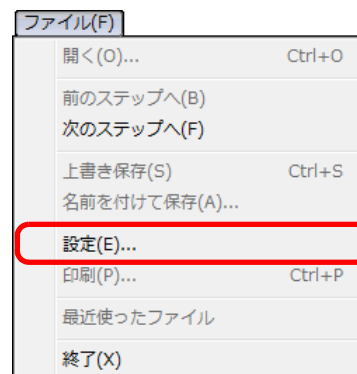 ファイル(F)
開く(O)... Ctrl+O
前のステップへ(B)
次のステップへ(F)
上書き保存(S) Ctrl+S
名前を付けて保存(A)...
設定(E)...
印刷(P)... Ctrl+P
最近使ったファイル
終了(X)